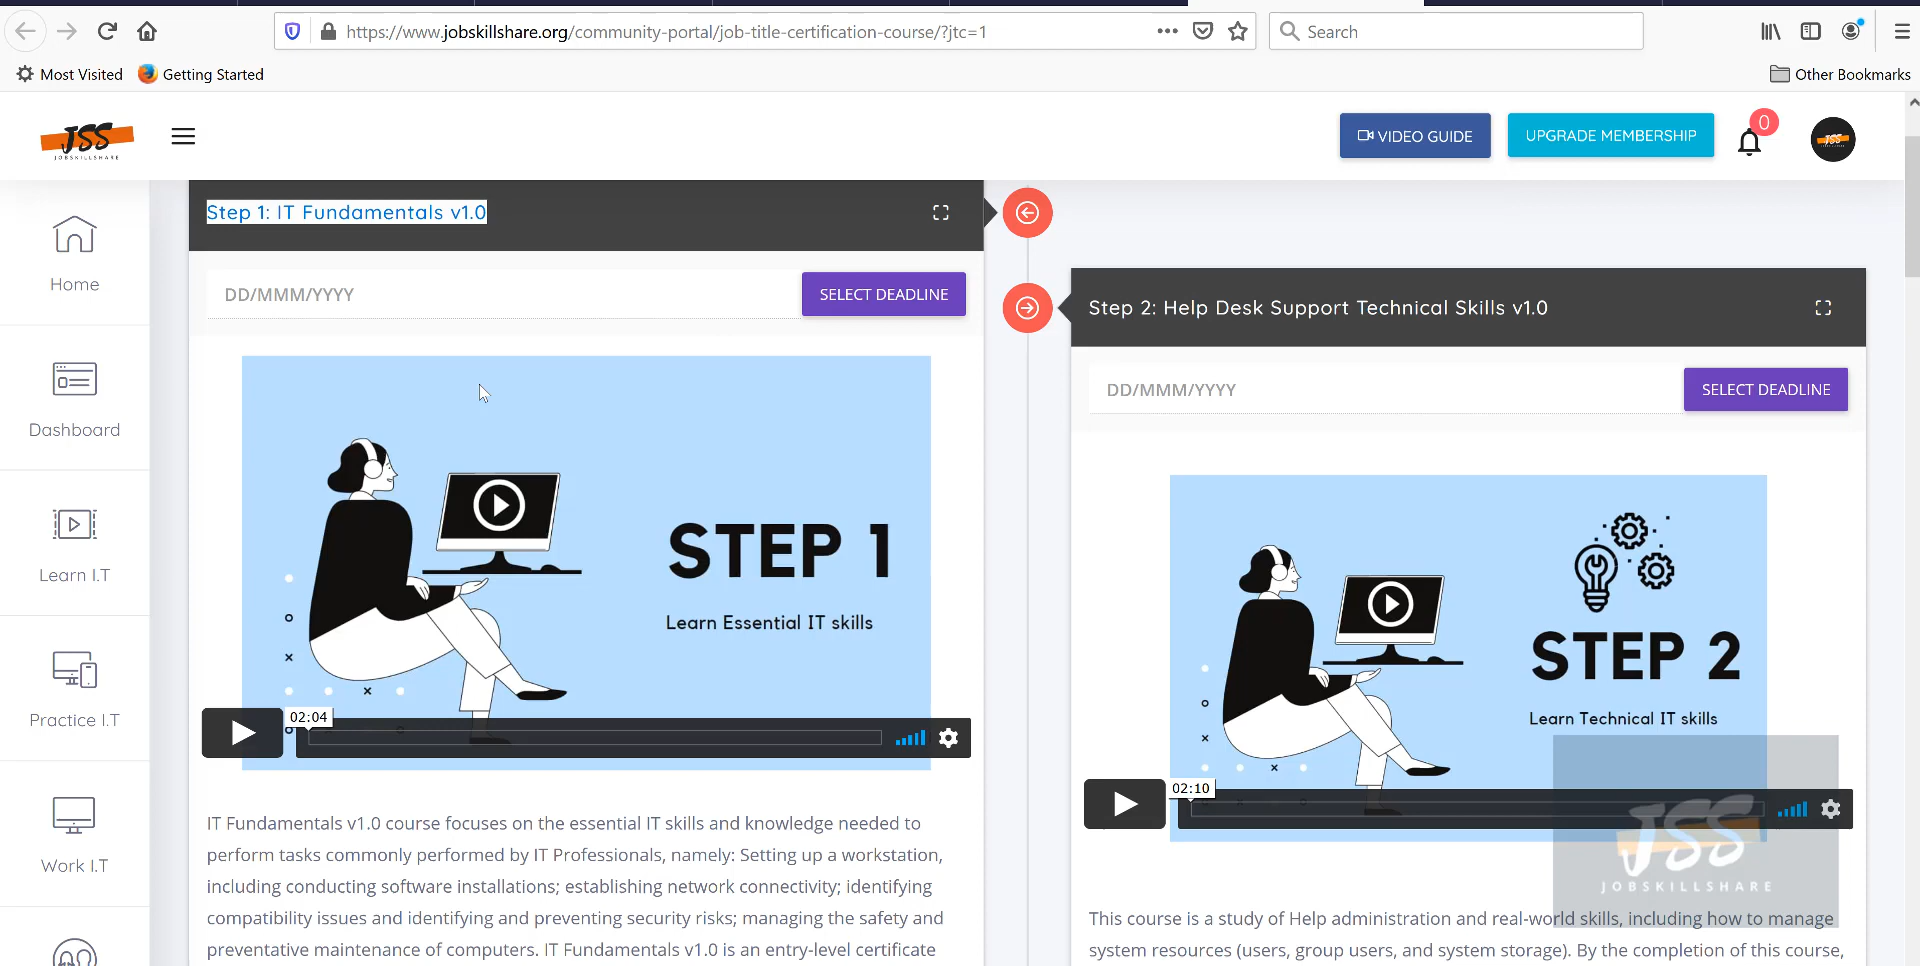 https://www.jobskillshare.org/community-portal/job-title-certification-course/?jtc=1
Search
Most Visited
Getting Started
Other Bookmarks
JSS
JOBSKILLSHARE
VIDEO GUIDE
UPGRADE MEMBERSHIP
0
JSS
Home
Dashboard
Learn I.T
Practice I.T
Work I.T
Step 1: IT Fundamentals v1.0
DD/MMM/YYYY
SELECT DEADLINE
STEP 1
Learn Essential IT skills
02:04
IT Fundamentals v1.0 course focuses on the essential IT skills and knowledge needed to
perform tasks commonly performed by IT Professionals, namely: Setting up a workstation,
including conducting software installations; establishing network connectivity; identifying
compatibility issues and identifying and preventing security risks; managing the safety and
preventative maintenance of computers. IT Fundamentals v1.0 is an entry-level certificate
Step 2: Help Desk Support Technical Skills v1.0
DD/MMM/YYYY
SELECT DEADLINE
STEP 2
Learn Technical IT skills
02:10
JSS
JOBSKILLSHARE
This course is a study of Help administration and real-world skills, including how to manage
system resources (users, group users, and system storage). By the completion of this course,